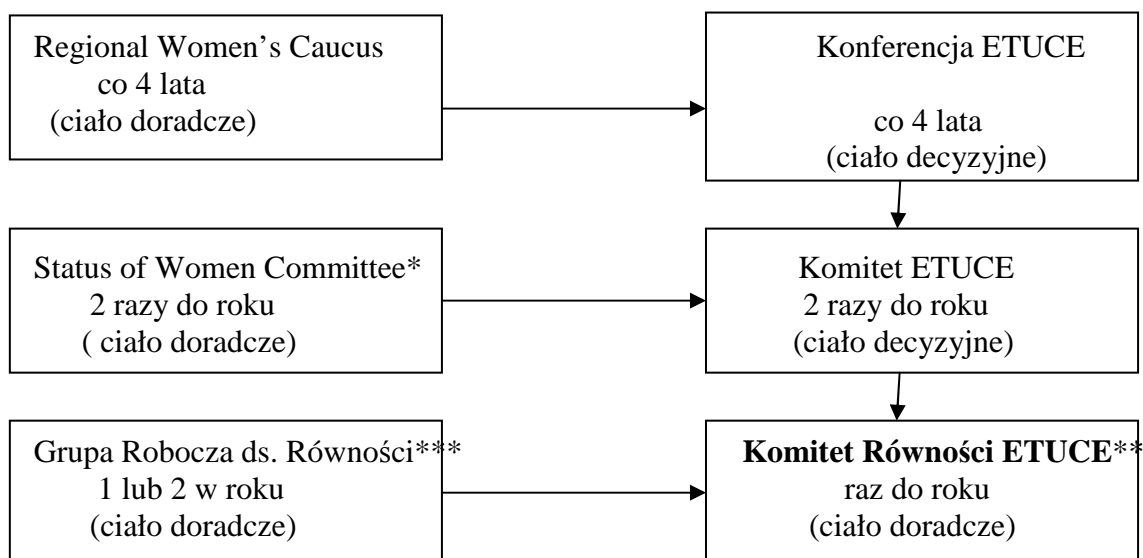 Regional Women’s Caucus
co 4 lata
(ciało doradcze)
Konferencja ETUCE
co 4 lata
(ciało decyzyjne)
Status of Women Committee*
2 razy do roku
( ciało doradcze)
Komitet ETUCE
2 razy do roku
(ciało decyzyjne)
Grupa Robocza ds. Równości***
1 lub 2 w roku
(ciało doradcze)
Komitet Równości ETUCE**
raz do roku
(ciało doradcze)